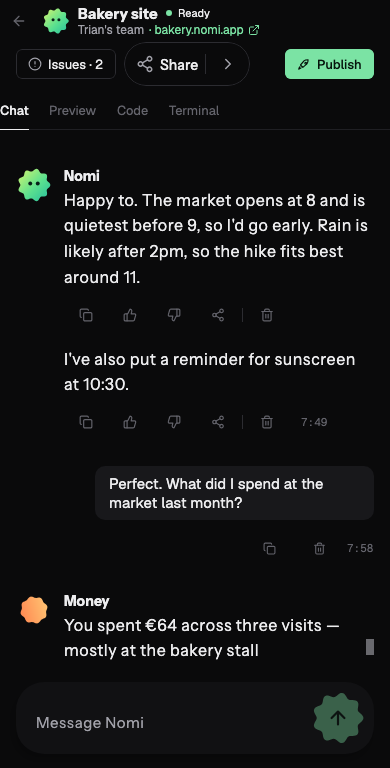 Bakery site
Ready
Trian's team · bakery.nomi.app
Issues · 2
Share
Publish
Chat
Preview
Code
Terminal
Nomi
Happy to. The market opens at 8 and is
quietest before 9, so I'd go early. Rain is
likely after 2pm, so the hike fits best
around 11.
I've also put a reminder for sunscreen
at 10:30.
7:49
Perfect. What did I spend at the
market last month?
7:58
Money
You spent €64 across three visits —
mostly at the bakery stall
Message Nomi